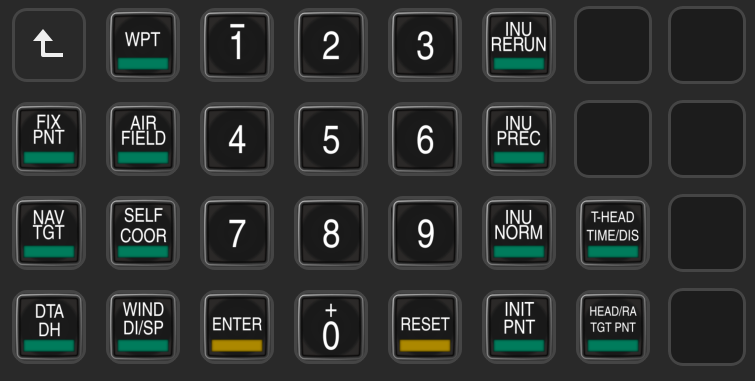 WPT
1
2
3
INU
RERUN
FIX
PNT
AIR
FIELD
4
5
6
INU
PREC
NAV
TGT
SELF
COOR
7
8
9
INU
NORM
T-HEAD
TIME/DIS
DTA
DH
WIND
DI/SP
ENTER
+
0
RESET
INIT
PNT
HEAD/RA
TGT PNT